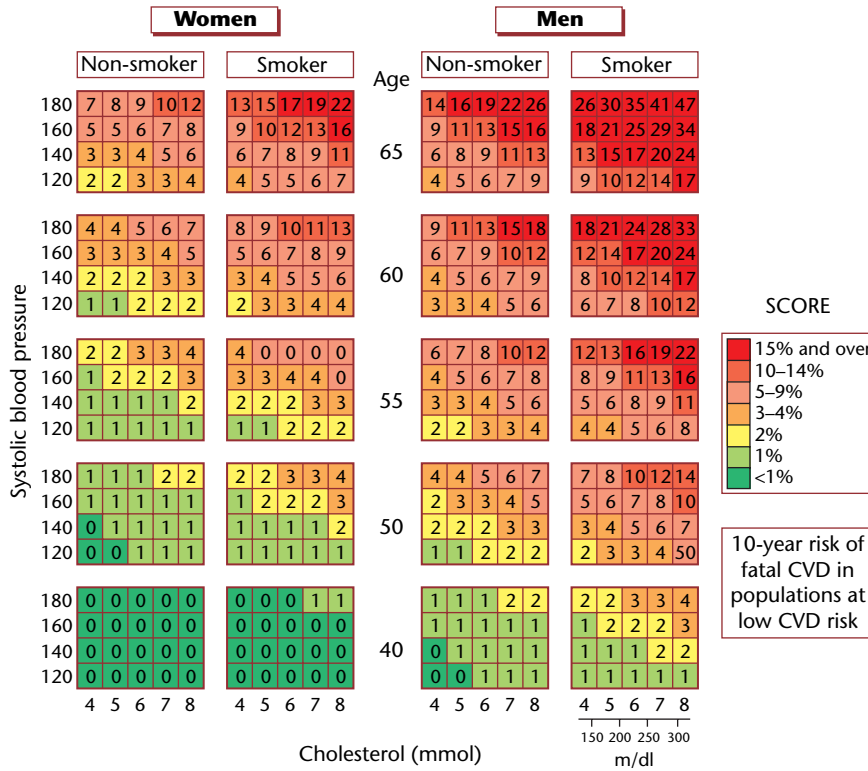 Women Men
Non-smoker Smoker Age Non-smoker Smoker
180 7 8 9 10 12 13 15 17 19 22 14 16 19 22 26 26 30 35 41 47
160 5 5 6 7 8 9 10 12 13 16 9 11 13 15 16 18 21 25 29 34
65
140 3 3 4 5 6 6 7 8 9 11 6 8 9 11 13 13 15 17 20 24
120 2 2 3 3 4 4 5 5 6 7 4 5 6 7 9 9 10 12 14 17
180 4 4 5 6 7 8 9 10 11 13 9 11 13 15 18 18 21 24 28 33
160 3 3 3 4 5 5 6 7 8 9 6 7 9 10 12 12 14 17 20 24
60
140 2 2 2 3 3 3 4 5 5 6 4 5 6 7 9 8 10 12 14 17
120 1 1 2 2 2 2 3 3 4 4 3 3 4 5 6 6 7 8 10 12
180 2 2 3 3 4 4 0 0 0 0 6 7 8 10 12 12 13 16 19 22
160 1 2 2 2 3 3 3 4 4 0 4 5 6 7 8 8 9 11 13 16
55
140 1 1 1 1 2 2 2 2 3 3 3 3 4 5 6 5 6 8 9 11
120 1 1 1 1 1 1 1 2 2 2 2 2 3 3 4 4 4 5 6 8
180 1 1 1 2 2 2 2 3 3 4 4 4 5 6 7 7 8 10 12 14
160 1 1 1 1 1 1 2 2 2 3 2 3 3 4 5 5 6 7 8 10
50
140 0 1 1 1 1 1 1 1 1 2 2 2 2 3 3 3 4 5 6 7
120 0 0 1 1 1 1 1 1 1 1 1 1 2 2 2 2 3 3 4 50
180 0 0 0 0 0 0 0 0 1 1 1 1 1 2 2 2 2 3 3 4
160 0 0 0 0 0 0 0 0 0 0 1 1 1 1 1 1 2 2 2 3
40
140 0 0 0 0 0 0 0 0 0 0 0 1 1 1 1 1 1 1 2 2
120 0 0 0 0 0 0 0 0 0 0 0 0 1 1 1 1 1 1 1 1
4 5 6 7 8 4 5 6 7 8 4 5 6 7 8 4 5 6 7 8
150 200 250 300
m/dl
Cholesterol (mmol)
Systolic blood pressure
SCORE
15% and over
10–14%
5–9%
3–4%
2%
1%
<1%
10-year risk of
fatal CVD in
populations at
low CVD risk